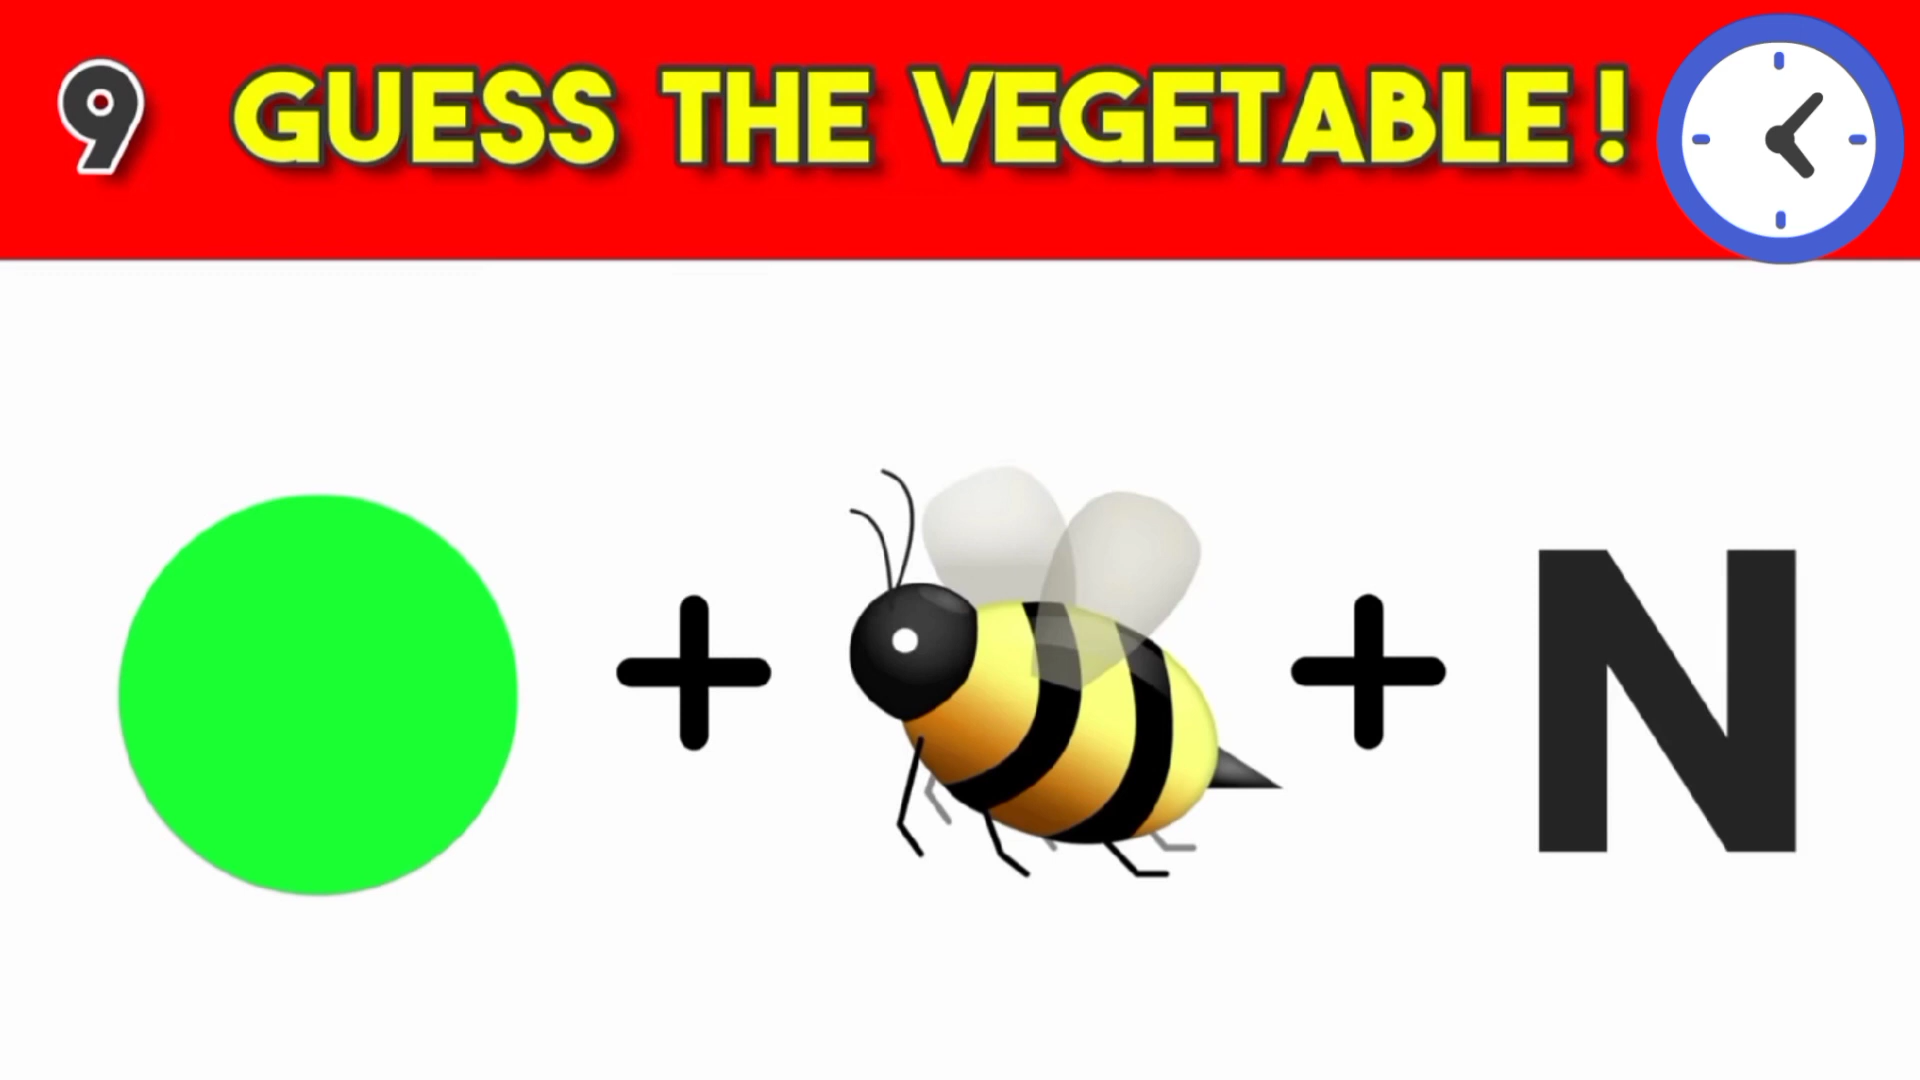 9 GUESS THE VEGETABLE!
+ + N